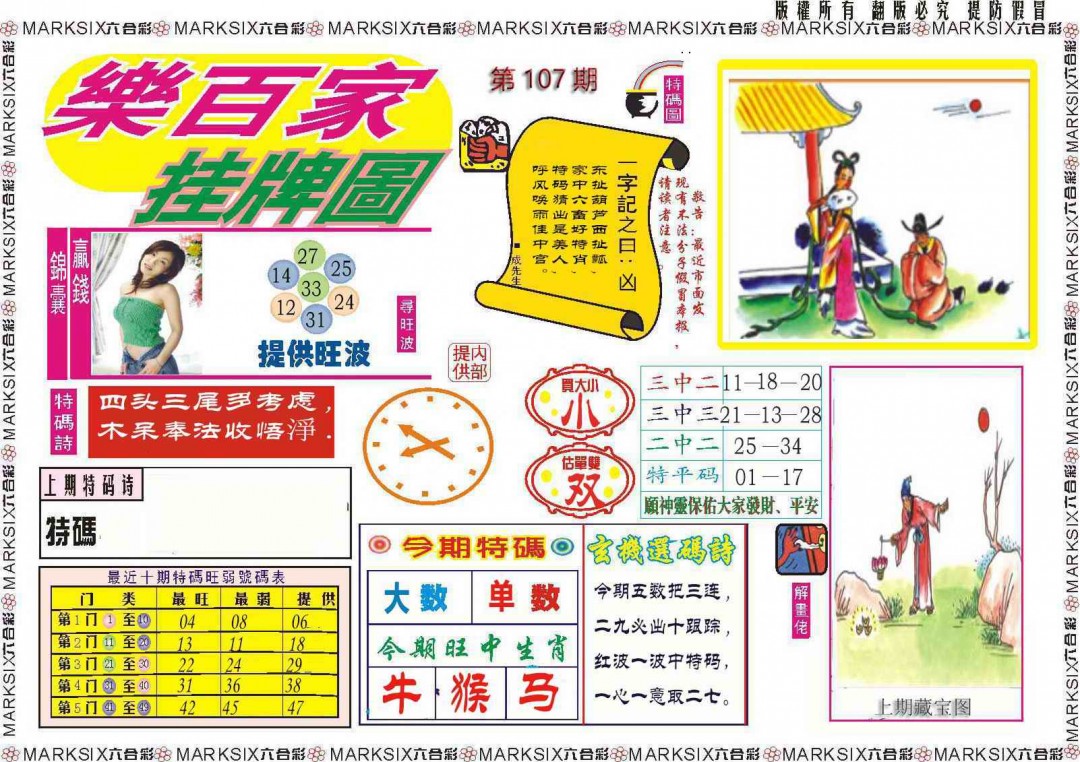 版權所有 翻版必究 提防假冒
MARKSIX六合彩 MARKSIX六合彩 MARKSIX六合彩 MARKSIX六合彩 MARKSIX六合彩 MARKSIX六合彩 MARKSIX六合彩
樂百家
挂牌圖
第107期
特碼圖
一字記之曰：凶
东扯葫芦西扯瓢
家中六畜好特肖
特码猜出是美人
呼风唤雨佳中宫。
■成先生
敬告：最近市面发
现有不法分子假冒本报，
请读者注意。
贏錢
錦囊
27
14
25
33
12
24
31
提供旺波
尋旺波
内部
提供
特碼詩
四头三尾多考虑，
木呆奉法收悟淨．
上期特码诗
特碼
買大小
小
估單雙
双
三中二 11－18－20
三中三 21－13－28
二中二 25－34
特平码 01－17
願神靈保佑大家發財、平安
最近十期特碼旺弱號碼表
门 类 最旺 最弱 提供
第1门 1 至 10 04 08 06
第2门 11 至 20 13 11 18
第3门 21 至 30 22 24 29
第4门 31 至 40 31 36 38
第5门 41 至 49 42 45 47
今期特碼
大数 单数
今期旺中生肖
牛 猴 马
玄機選碼詩
今期五数把三连，
二九必出十跟踪，
红波一波中特码，
一心一意取二七。
解畫佬
上期藏宝图
MARKSIX六合彩 MARKSIX六合彩 MARKSIX六合彩 MARKSIX六合彩 MARKSIX六合彩 MARKSIX六合彩 MARKSIX六合彩